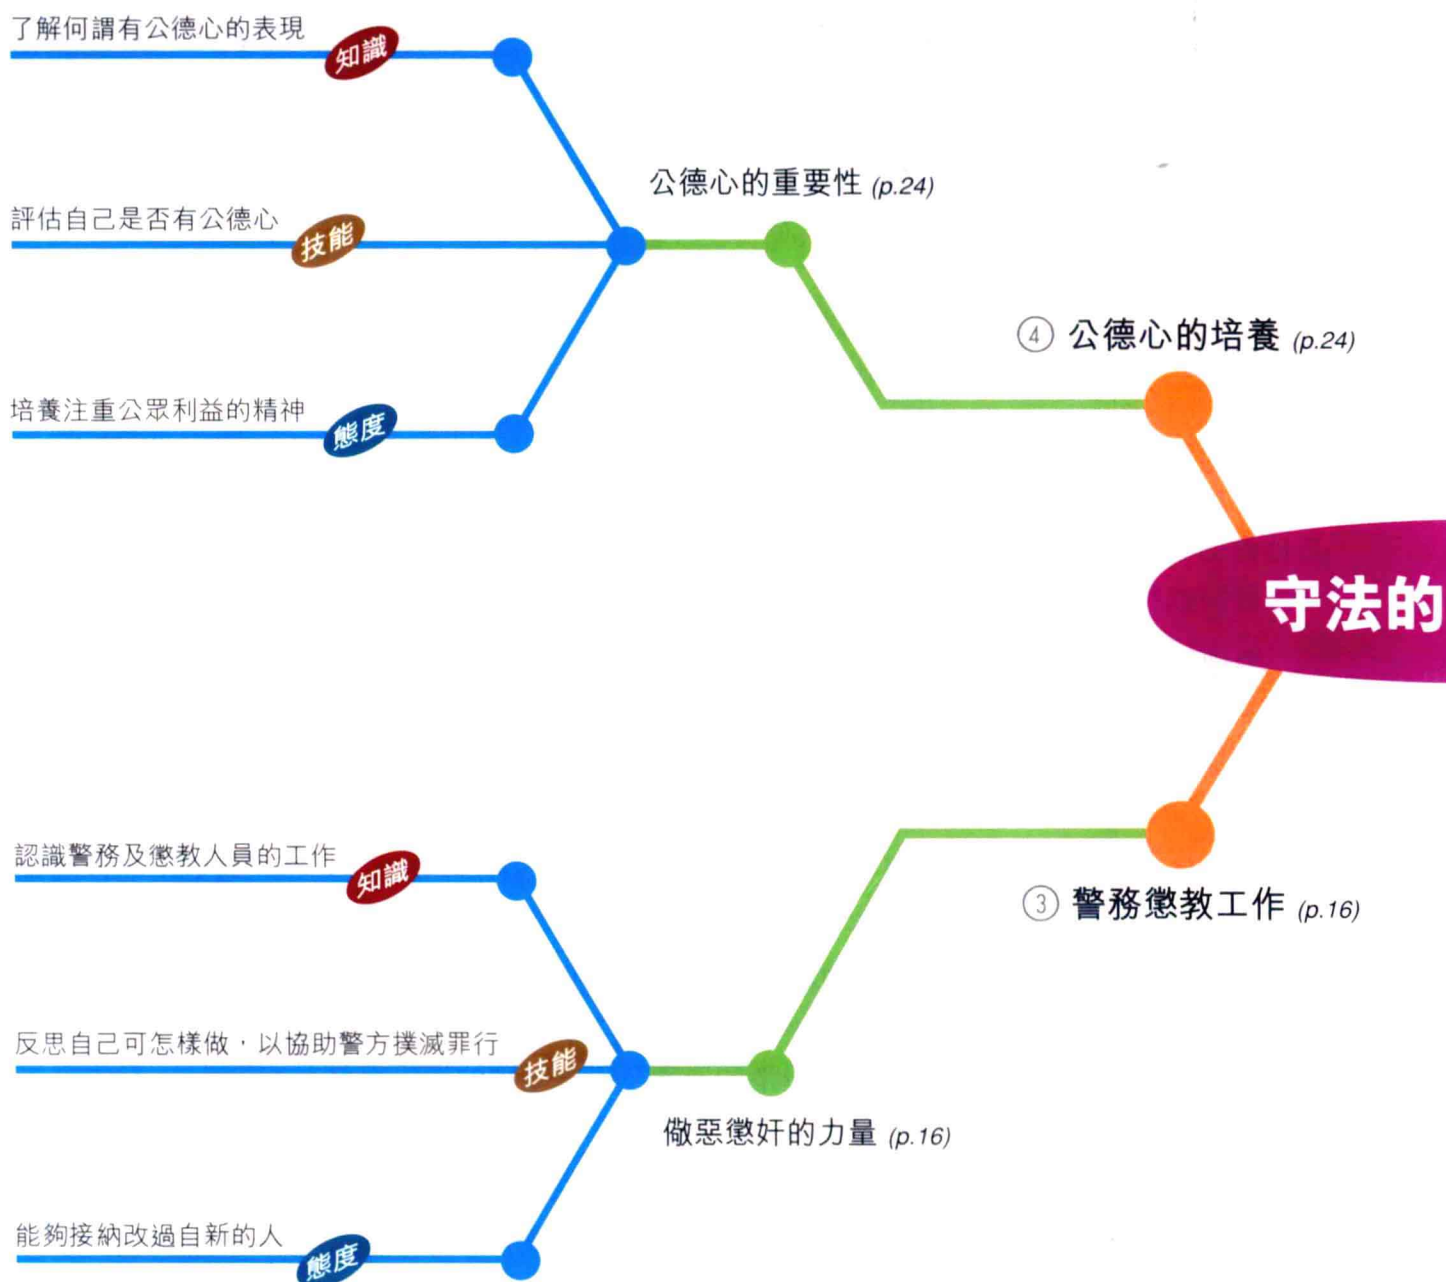 了解何謂有公德心的表現
知識
公德心的重要性 (p.24)
評估自己是否有公德心
技能
④ 公德心的培養 (p.24)
培養注重公眾利益的精神
態度
守法的
認識警務及懲教人員的工作
知識
③ 警務懲教工作 (p.16)
反思自己可怎樣做，以協助警方撲滅罪行
技能
儆惡懲奸的力量 (p.16)
能夠接納改過自新的人
態度